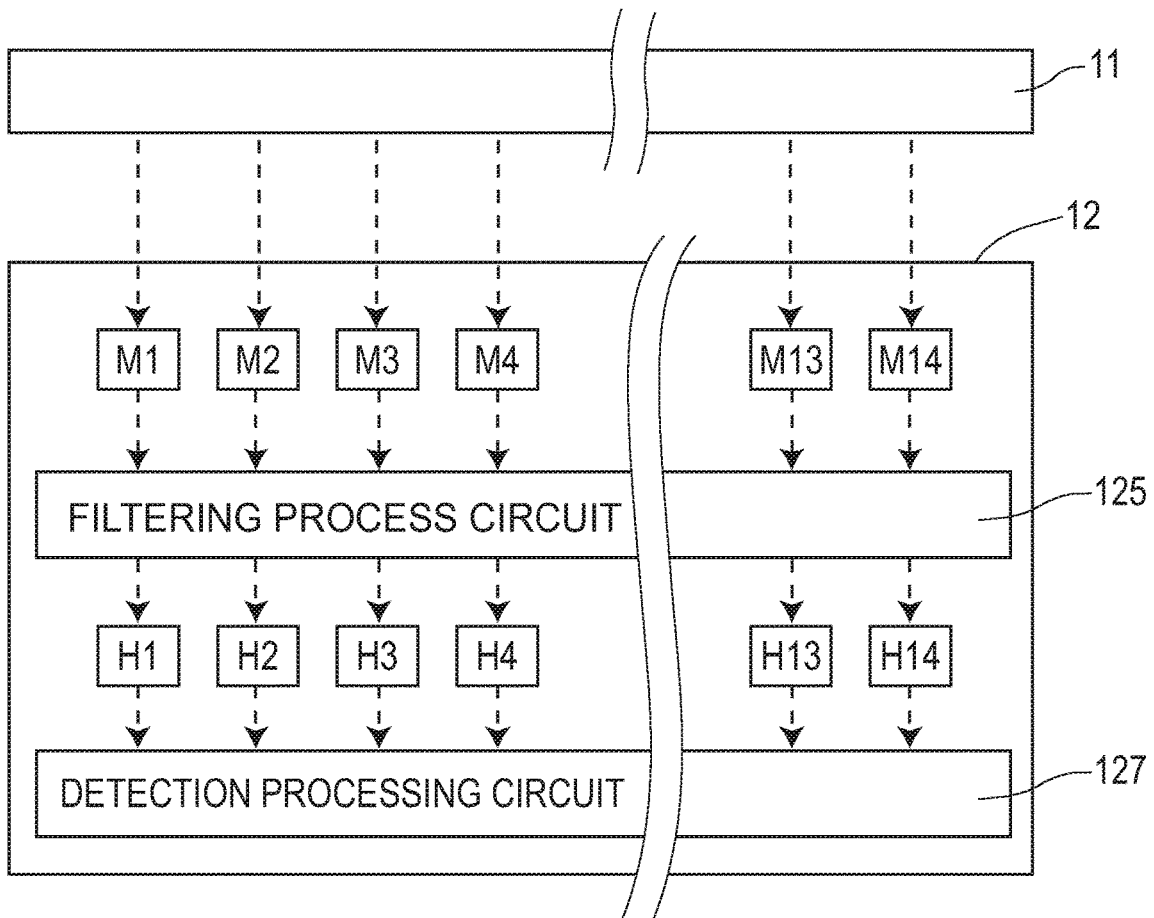 11
12
M1 M2 M3 M4 M13 M14
FILTERING PROCESS CIRCUIT
125
H1 H2 H3 H4 H13 H14
DETECTION PROCESSING CIRCUIT
127